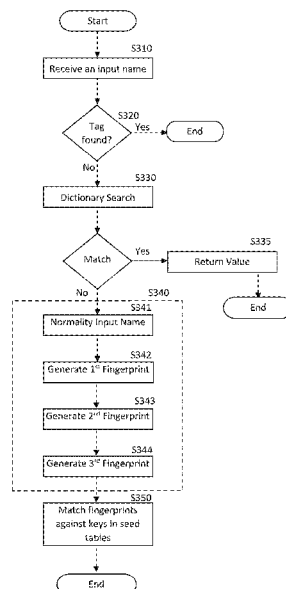 Start
S310
Receive an input name
S320
Tag
found?
Yes
End
No
S330
Dictionary Search
Match
Yes
S335
Return Value
End
No
S340
S341
Normality Input Name
S342
Generate 1st Fingerprint
S343
Generate 2nd Fingerprint
S344
Generate 3rd Fingerprint
S350
Match fingerprints
against keys in seed
tables
End